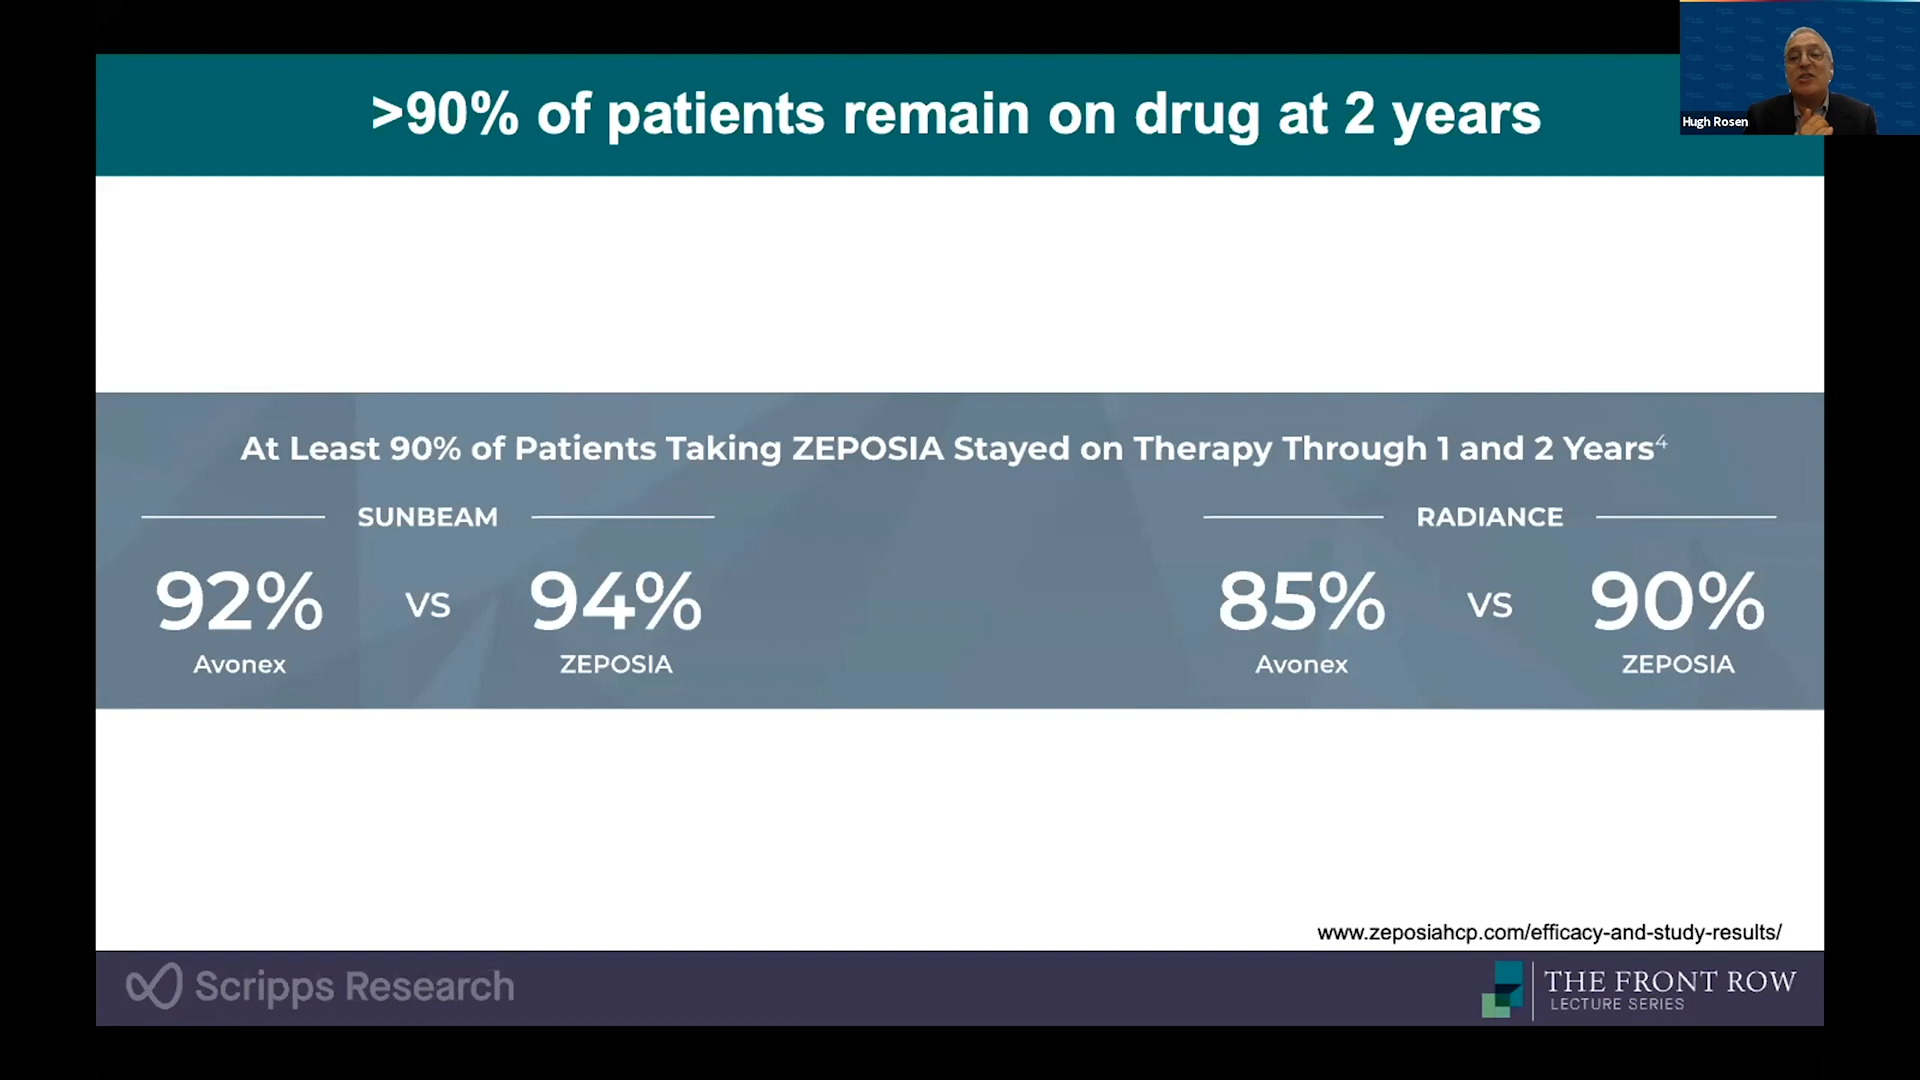 >90% of patients remain on drug at 2 years
Hugh Rosen
At Least 90% of Patients Taking ZEPOSIA Stayed on Therapy Through 1 and 2 Years4
SUNBEAM
92% VS 94%
Avonex ZEPOSIA
RADIANCE
85% VS 90%
Avonex ZEPOSIA
www.zeposiahcp.com/efficacy-and-study-results/
Scripps Research
THE FRONT ROW
LECTURE SERIES